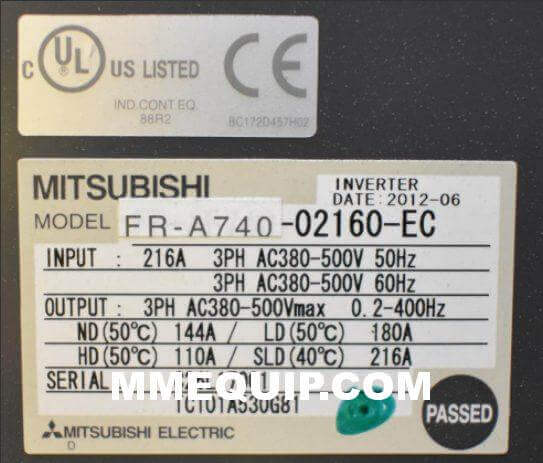 C UL US LISTED CE
IND.CONT.EQ.
88R2 BC172D457H02
MITSUBISHI INVERTER
DATE:2012-06
MODEL FR-A740-02160-EC
INPUT : 216A 3PH AC380-500V 50Hz
3PH AC380-500V 60Hz
OUTPUT : 3PH AC380-500Vmax 0.2-400Hz
ND(50℃) 144A / LD(50℃) 180A
HD(50℃) 110A / SLD(40℃) 216A
SERIAL
MMEQUIP.COM
1C101A530G81
PASSED
MITSUBISHI ELECTRIC
D